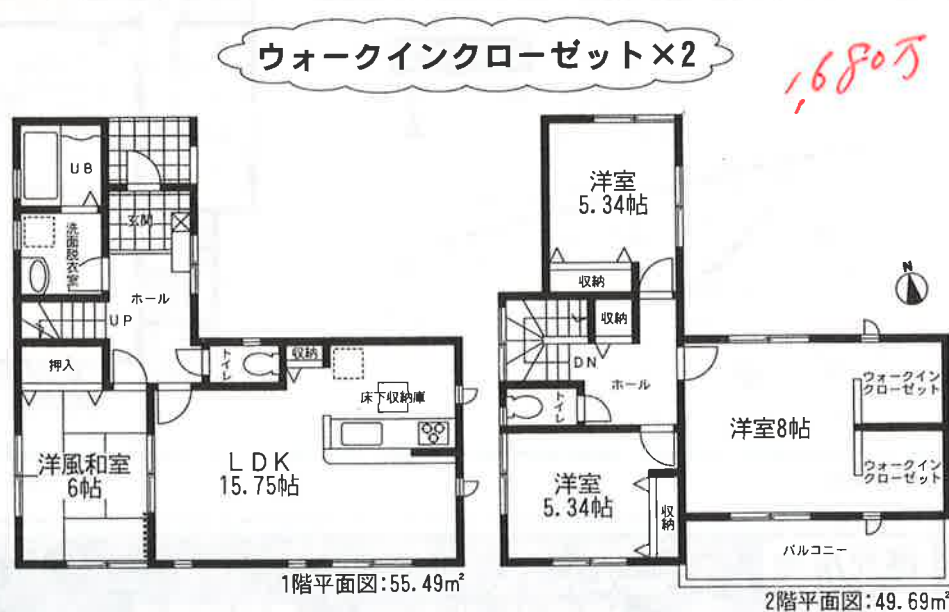 ウォークインクローゼット×2
1,680万
UB
玄関
洗面脱衣室
ホール
UP
押入
トイレ
収納
床下収納庫
洋風和室
6帖
LDK
15.75帖
1階平面図:55.49㎡
洋室
5.34帖
収納
収納
DN
ホール
トイレ
N
洋室8帖
ウォークイン
クローゼット
ウォークイン
クローゼット
洋室
5.34帖
収納
バルコニー
2階平面図:49.69㎡